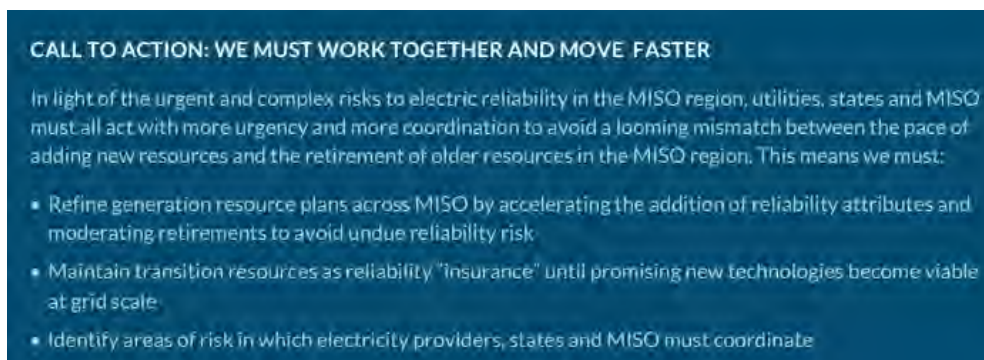 CALL TO ACTION: WE MUST WORK TOGETHER AND MOVE FASTER
In light of the urgent and complex risks to electric reliability in the MISO region, utilities, states and MISO
must all act with more urgency and more coordination to avoid a looming mismatch between the pace of
adding new resources and the retirement of older resources in the MISO region. This means we must:
• Refine generation resource plans across MISO by accelerating the addition of reliability attributes and
moderating retirements to avoid undue reliability risk
• Maintain transition resources as reliability "insurance" until promising new technologies become viable
at grid scale
• Identify areas of risk in which electricity providers, states and MISO must coordinate